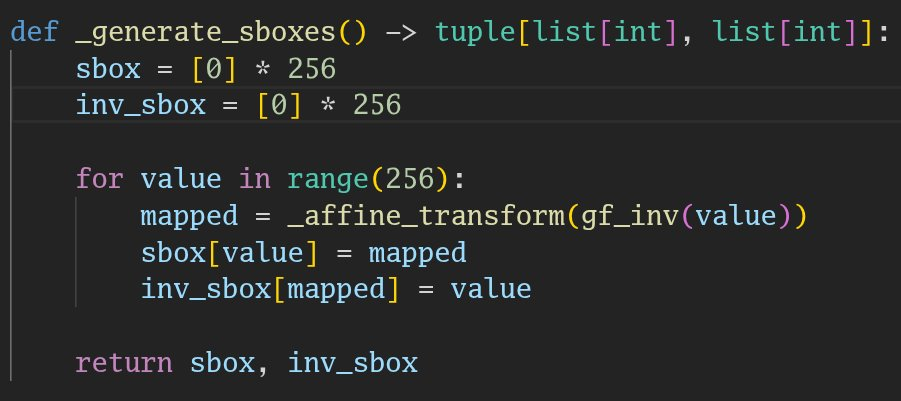 def _generate_sboxes() -> tuple[list[int], list[int]]:
    sbox = [0] * 256
    inv_sbox = [0] * 256
    for value in range(256):
        mapped = _affine_transform(gf_inv(value))
        sbox[value] = mapped
        inv_sbox[mapped] = value
    return sbox, inv_sbox